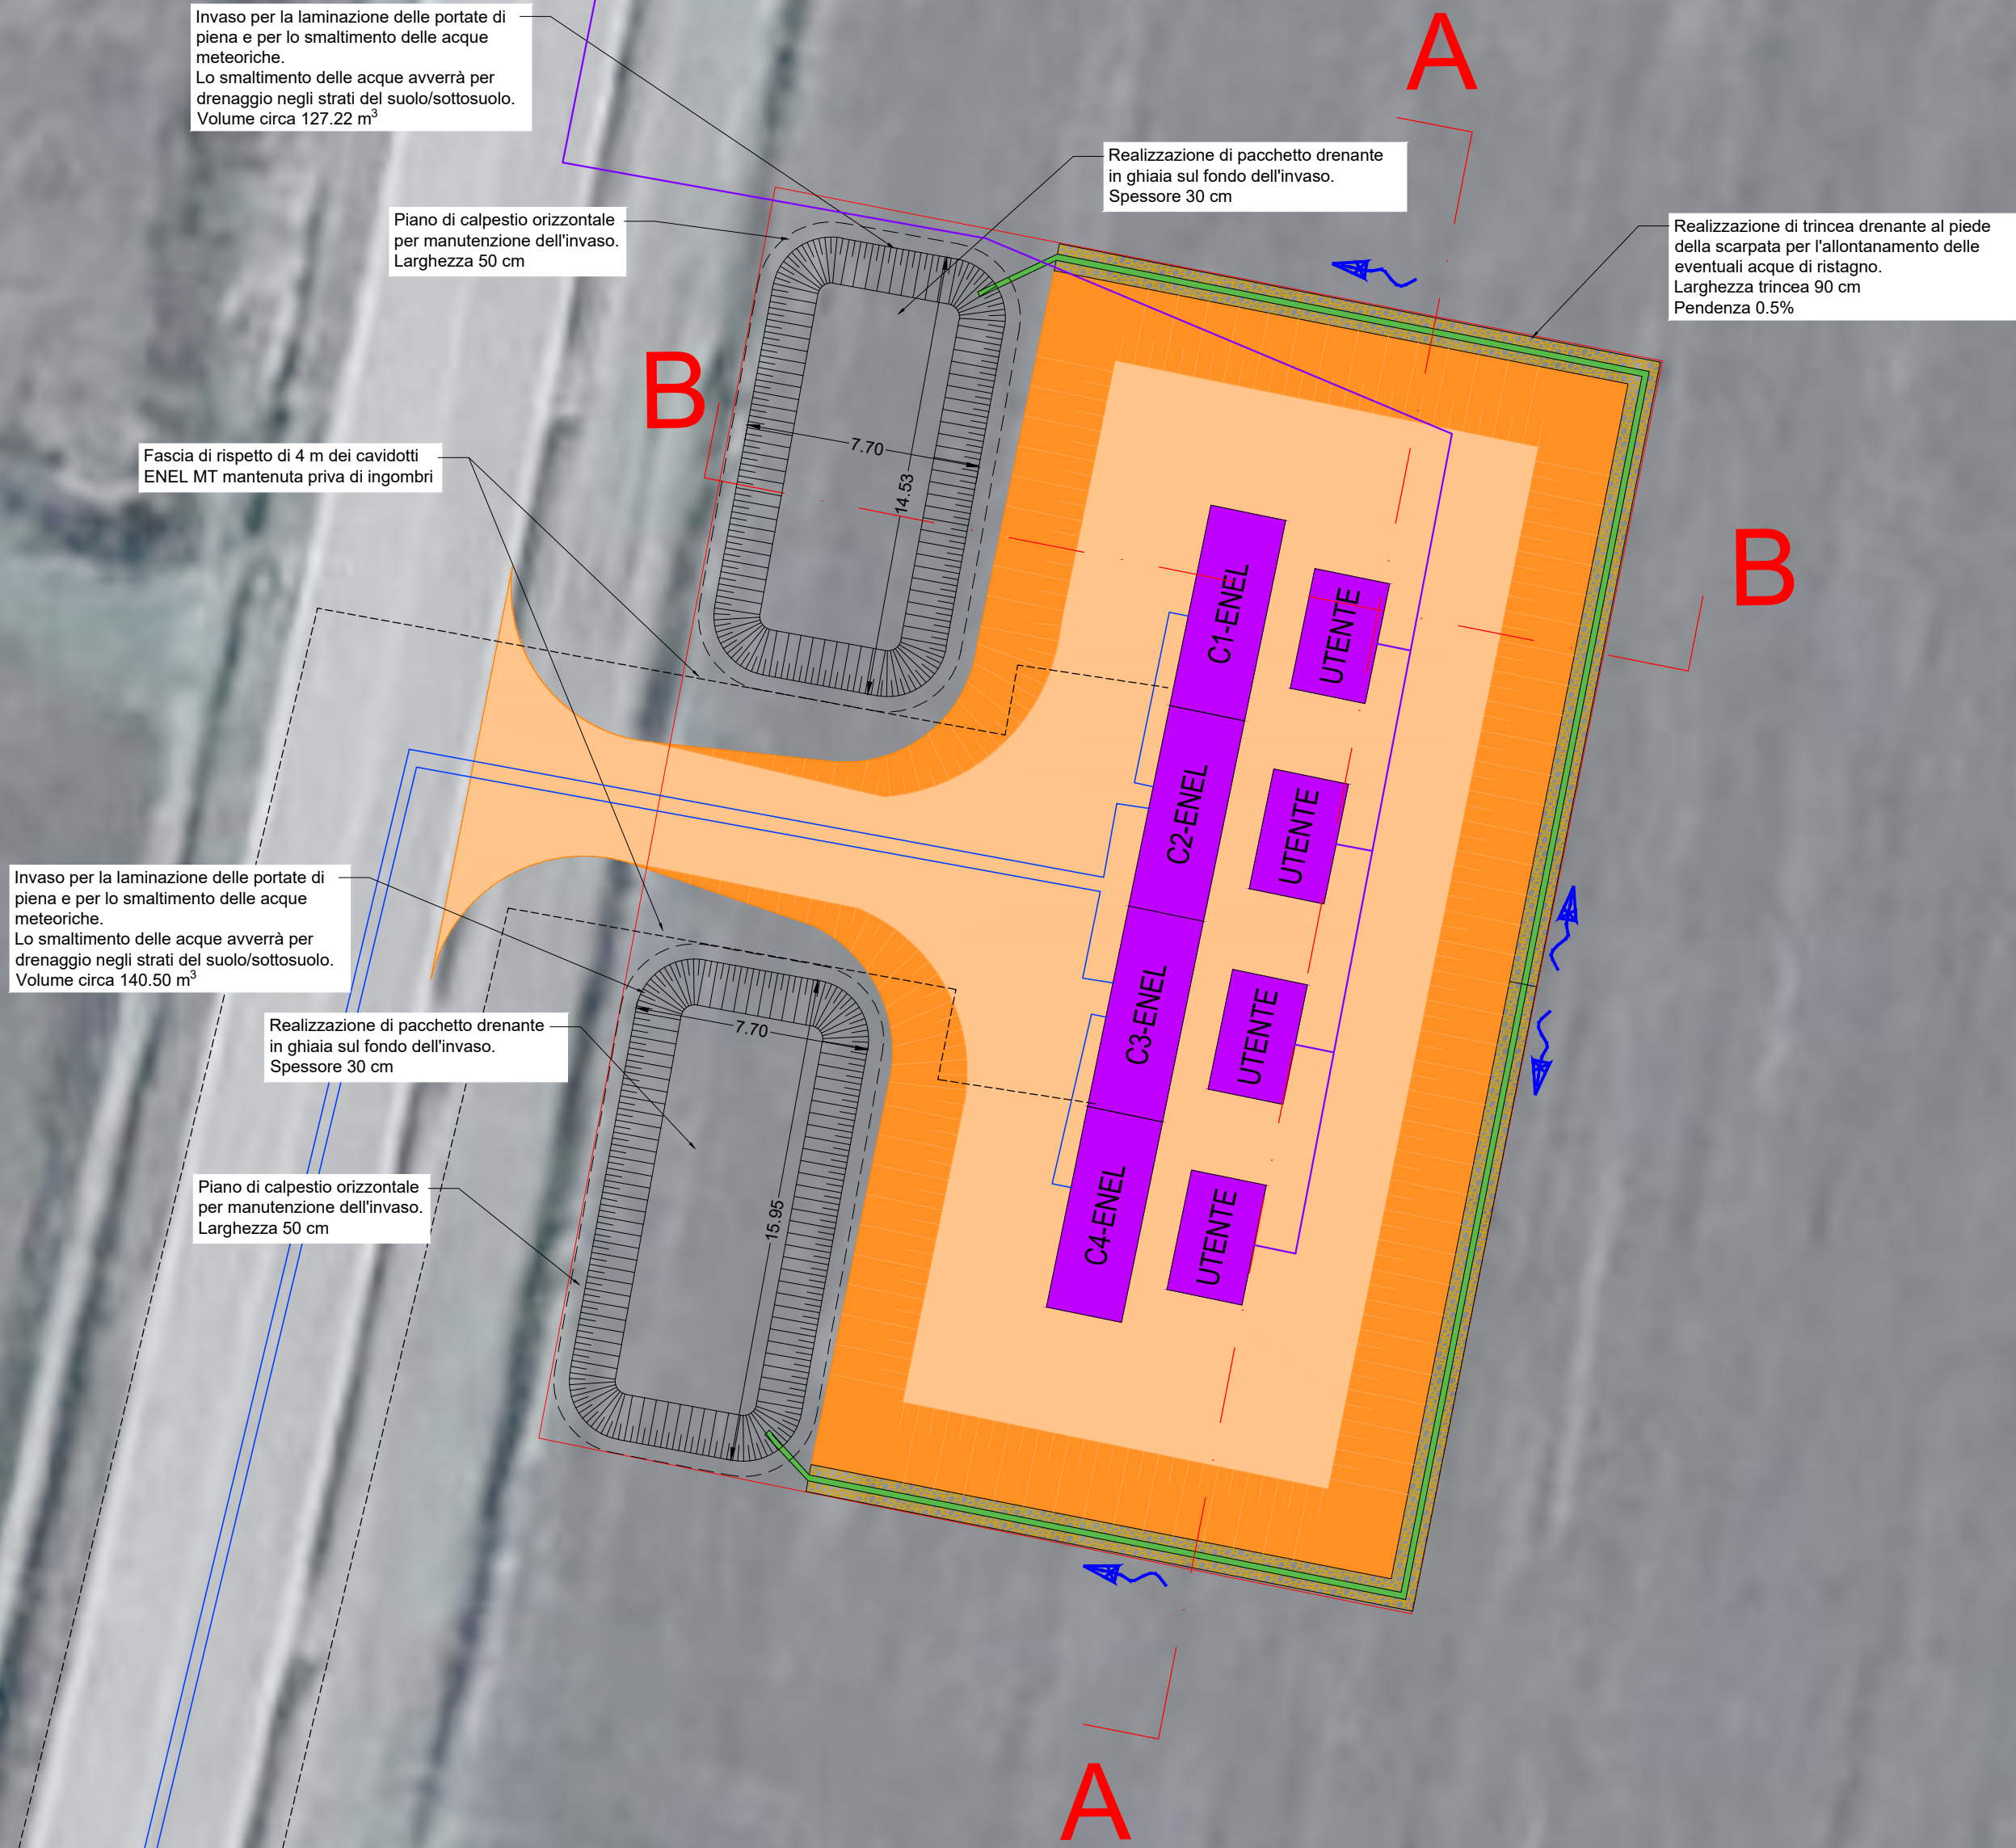 Invaso per la laminazione delle portate di
piena e per lo smaltimento delle acque
meteoriche.
Lo smaltimento delle acque avverrà per
drenaggio negli strati del suolo/sottosuolo.
Volume circa 127.22 m³
A
Realizzazione di pacchetto drenante
in ghiaia sul fondo dell'invaso.
Spessore 30 cm
Piano di calpestio orizzontale
per manutenzione dell'invaso.
Larghezza 50 cm
Realizzazione di trincea drenante al piede
della scarpata per l'allontanamento delle
eventuali acque di ristagno.
Larghezza trincea 90 cm
Pendenza 0.5%
B
7.70
14.53
Fascia di rispetto di 4 m dei cavidotti
ENEL MT mantenuta priva di ingombri
B
C1-ENEL
UTENTE
C2-ENEL
UTENTE
Invaso per la laminazione delle portate di
piena e per lo smaltimento delle acque
meteoriche.
Lo smaltimento delle acque avverrà per
drenaggio negli strati del suolo/sottosuolo.
Volume circa 140.50 m³
7.70
15.95
Realizzazione di pacchetto drenante
in ghiaia sul fondo dell'invaso.
Spessore 30 cm
C3-ENEL
UTENTE
Piano di calpestio orizzontale
per manutenzione dell'invaso.
Larghezza 50 cm
C4-ENEL
UTENTE
A